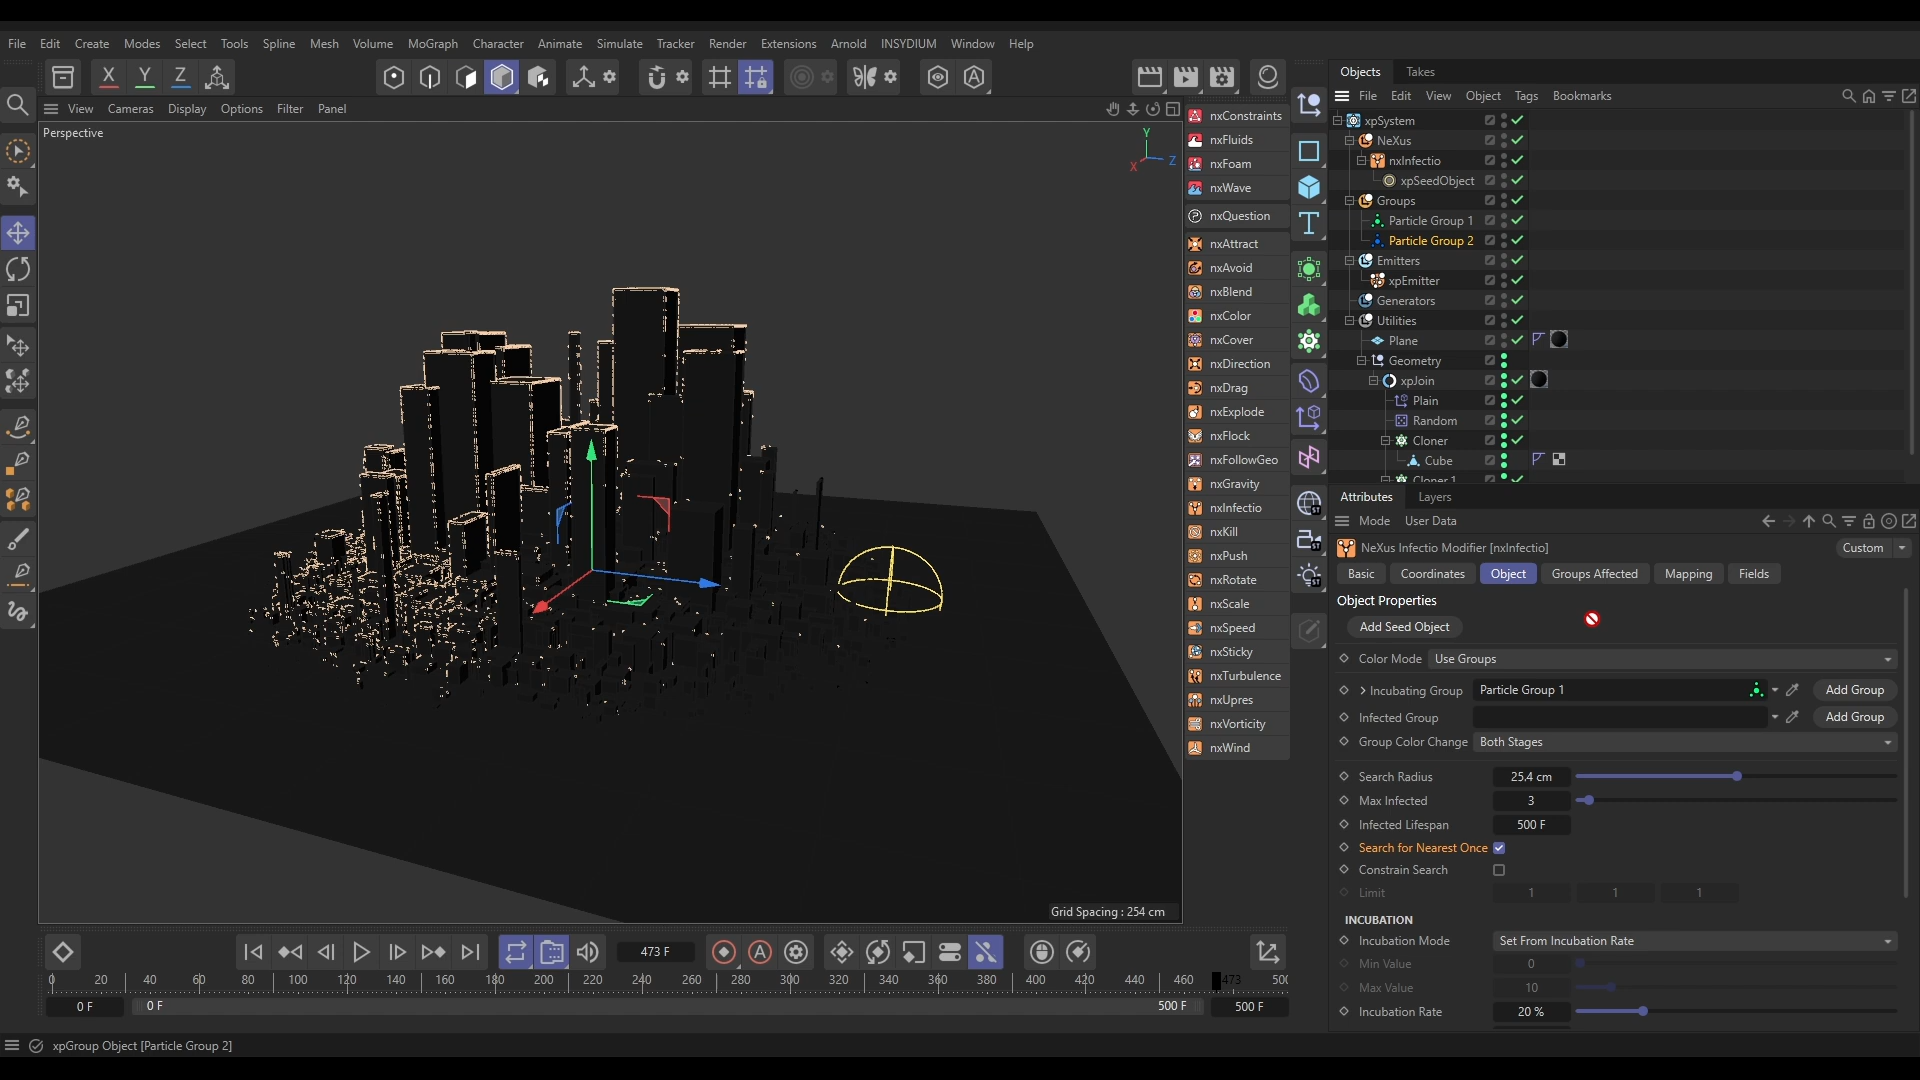 File Edit Create Modes Select Tools Spline Mesh Volume MoGraph Character Animate Simulate Tracker Render Extensions Arnold INSYDIUM Window Help
X Y Z
View Cameras Display Options Filter Panel
Perspective
Y
X Z
Grid Spacing : 254 cm
nxConstraints
nxFluids
nxFoam
nxWave
nxQuestion
nxAttract
nxAvoid
nxBlend
nxColor
nxCover
nxDirection
nxDrag
nxExplode
nxFlock
nxFollowGeo
nxGravity
nxInfectio
nxKill
nxPush
nxRotate
nxScale
nxSpeed
nxSticky
nxTurbulence
nxUpres
nxVorticity
nxWind
Objects Takes
File Edit View Object Tags Bookmarks
xpSystem
NeXus
nxInfectio
xpSeedObject
Groups
Particle Group 1
Particle Group 2
Emitters
xpEmitter
Generators
Utilities
Plane
Geometry
xpJoin
Plain
Random
Cloner
Cube
Cloner 1
Attributes Layers
Mode User Data
NeXus Infectio Modifier [nxInfectio] Custom
Basic Coordinates Object Groups Affected Mapping Fields
Object Properties
Add Seed Object
Color Mode Use Groups
Incubating Group Particle Group 1 Add Group
Infected Group Add Group
Group Color Change Both Stages
Search Radius 25.4 cm
Max Infected 3
Infected Lifespan 500 F
Search for Nearest Once
Constrain Search
Limit 1 1 1
INCUBATION
Incubation Mode Set From Incubation Rate
Min Value 0
Max Value 10
Incubation Rate 20 %
473 F
0 20 40 60 80 100 120 140 160 180 200 220 240 260 280 300 320 340 360 380 400 420 440 460 473 500
0 F 0 F 500 F 500 F
xpGroup Object [Particle Group 2]